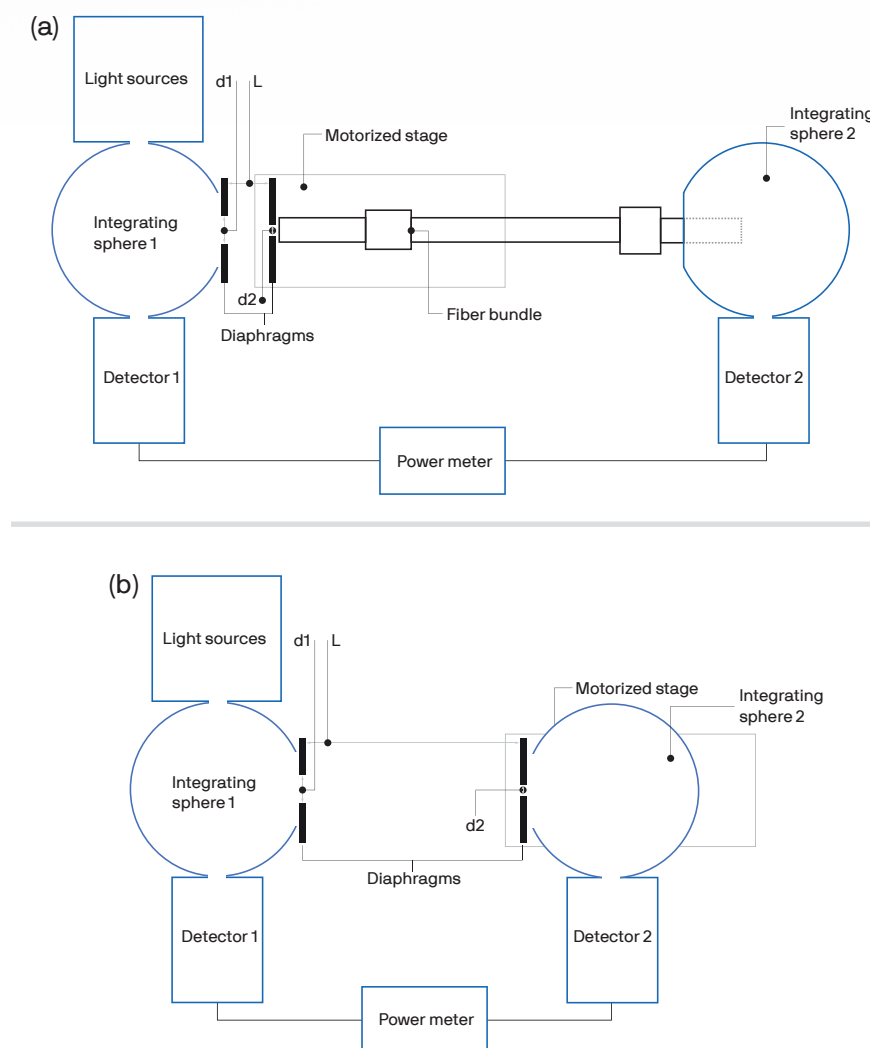 (a)
Light sources
d1
L
Motorized stage
Integrating
sphere 2
Integrating
sphere 1
d2
Diaphragms
Fiber bundle
Detector 1
Detector 2
Power meter
(b)
Light sources
d1
L
Motorized stage
Integrating
sphere 2
Integrating
sphere 1
d2
Diaphragms
Detector 1
Detector 2
Power meter